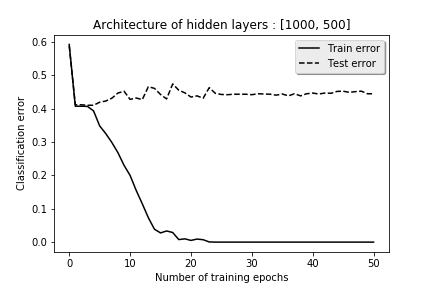 Architecture of hidden layers : [1000, 500]
Train error
Test error
Classification error
0.6
0.5
0.4
0.3
0.2
0.1
0.0
0 10 20 30 40 50
Number of training epochs